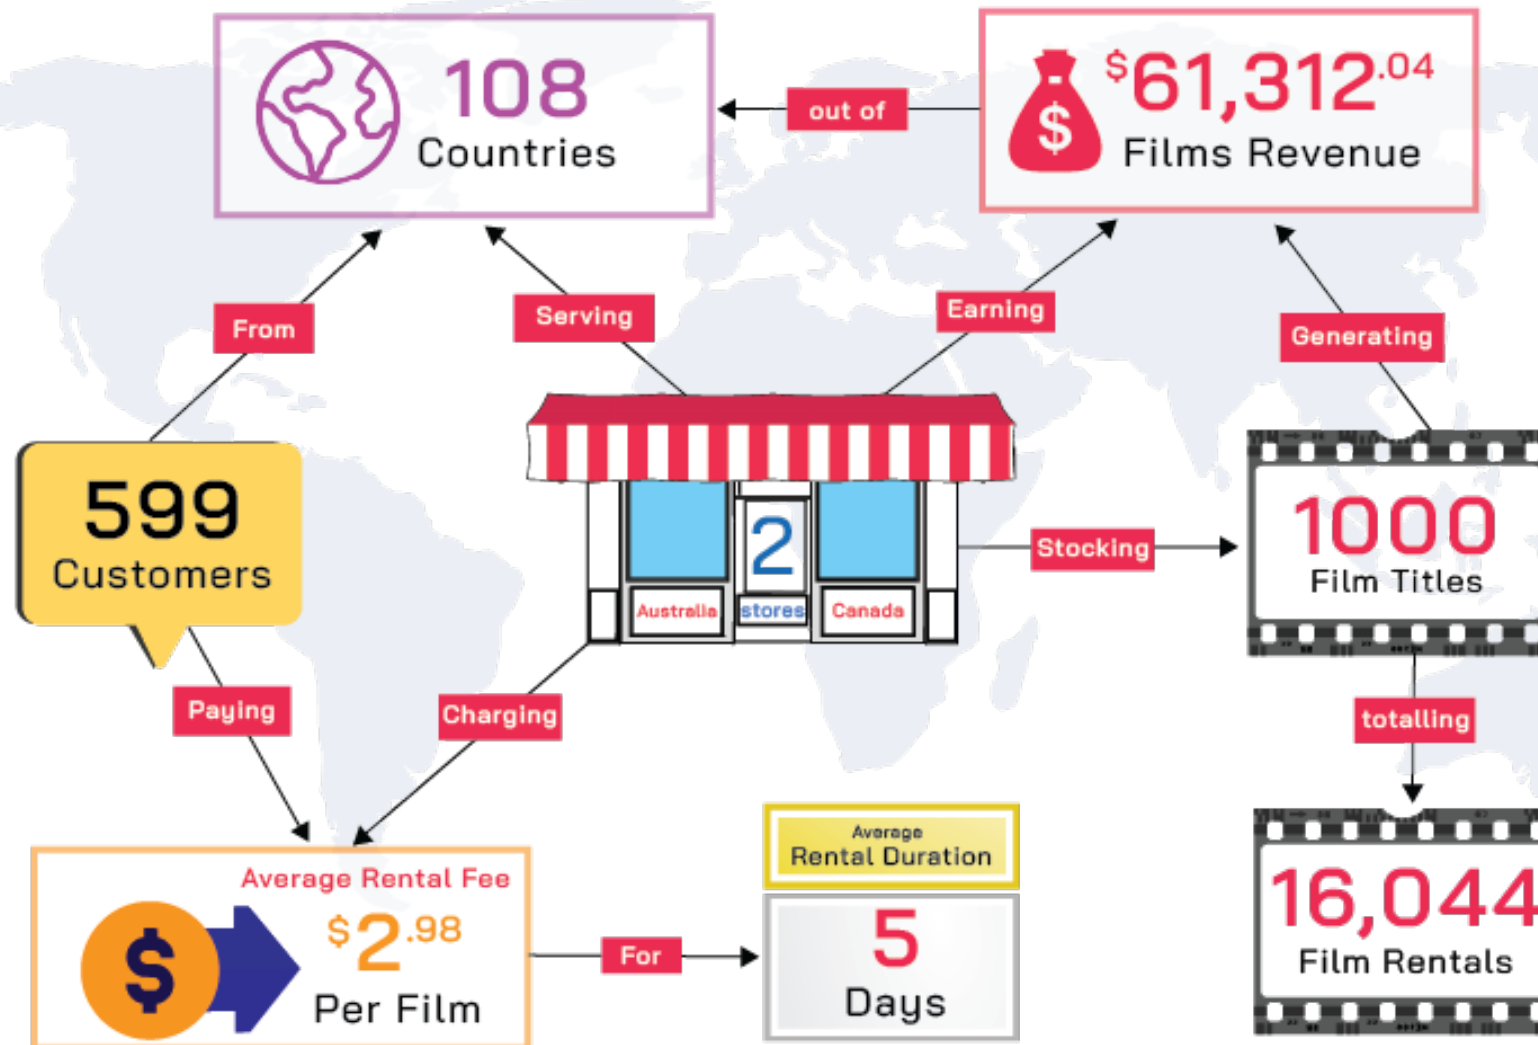 108
Countries
out of
$61,312.04
Films Revenue
From
Serving
Earning
Generating
599
Customers
2
Australia
stores
Canada
Stocking
1000
Film Titles
Paying
Charging
totalling
Average Rental Fee
$
$2.98
Per Film
For
Average
Rental Duration
5
Days
16,044
Film Rentals